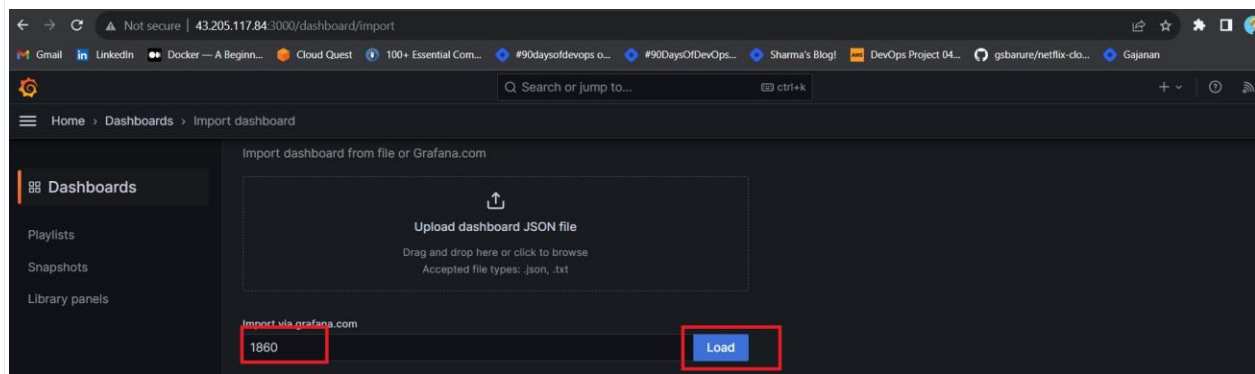 Not secure | 43.205.117.84:3000/dashboard/import
Gmail LinkedIn Docker — A Beginn... Cloud Quest 100+ Essential Com... #90daysofdevops o... #90DaysOfDevOps... Sharma's Blog! DevOps Project 04... gsbarure/netflix-clo... Gajanan
Search or jump to... ctrl+k
Home › Dashboards › Import dashboard
Import dashboard from file or Grafana.com
Dashboards
Playlists
Snapshots
Library panels
Upload dashboard JSON file
Drag and drop here or click to browse
Accepted file types: .json, .txt
Import via grafana.com
1860 Load